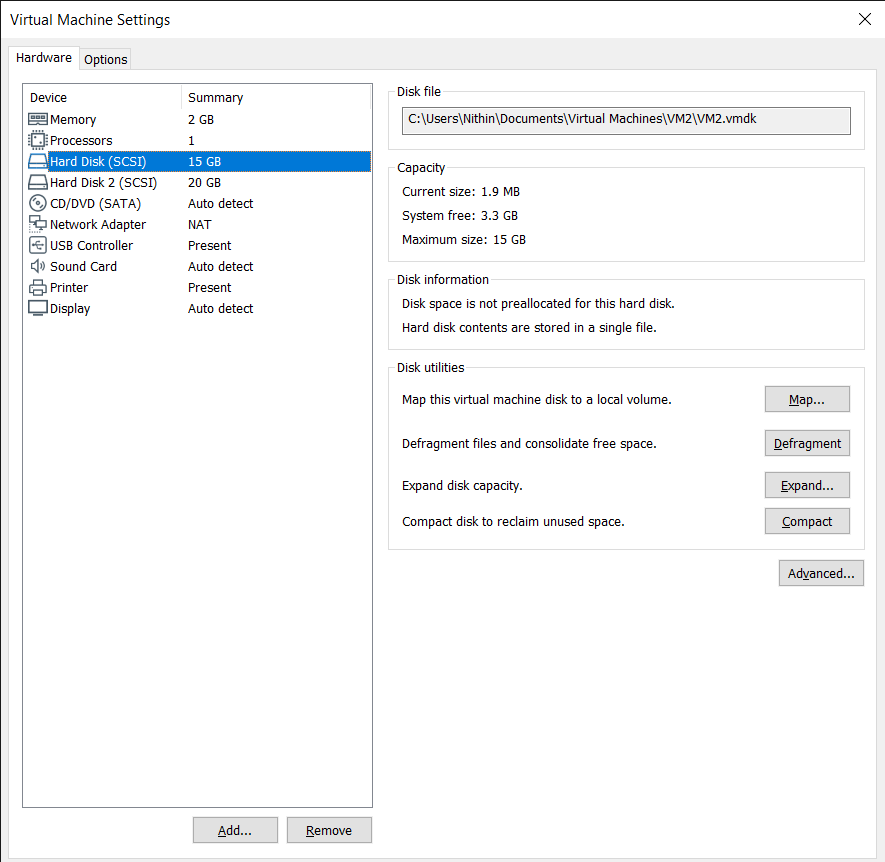 Virtual Machine Settings
Hardware
Options
Device Summary
Memory 2 GB
Processors 1
Hard Disk (SCSI) 15 GB
Hard Disk 2 (SCSI) 20 GB
CD/DVD (SATA) Auto detect
Network Adapter NAT
USB Controller Present
Sound Card Auto detect
Printer Present
Display Auto detect
Add...
Remove
Disk file
C:\Users\Nithin\Documents\Virtual Machines\VM2\VM2.vmdk
Capacity
Current size: 1.9 MB
System free: 3.3 GB
Maximum size: 15 GB
Disk information
Disk space is not preallocated for this hard disk.
Hard disk contents are stored in a single file.
Disk utilities
Map this virtual machine disk to a local volume.
Map...
Defragment files and consolidate free space.
Defragment
Expand disk capacity.
Expand...
Compact disk to reclaim unused space.
Compact
Advanced...